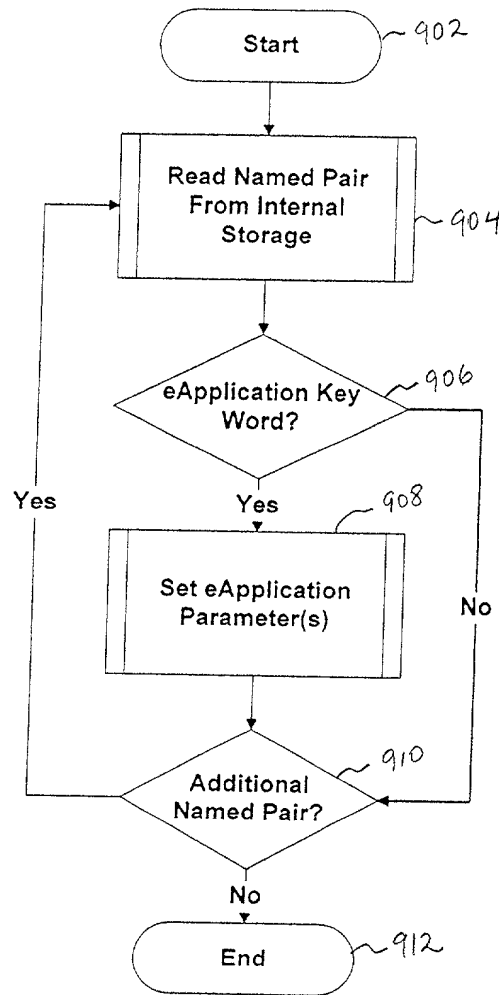 Start
902
Read Named Pair
From Internal
Storage
904
eApplication Key
Word?
906
Yes
Yes
908
Set eApplication
Parameter(s)
No
910
Additional
Named Pair?
No
End
912